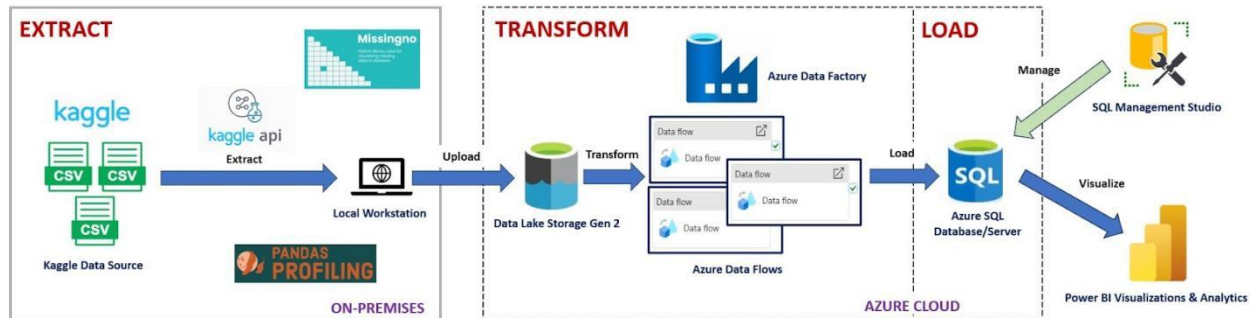 EXTRACT
Missingno
kaggle
kaggle api
Extract
CSV
CSV
CSV
Kaggle Data Source
Local Workstation
PANDAS
PROFILING
ON-PREMISES
Upload
TRANSFORM
Azure Data Factory
Data Lake Storage Gen 2
Transform
Data flow
Data flow
Data flow
Data flow
Data flow
Data flow
Azure Data Flows
AZURE CLOUD
LOAD
Load
SQL
Azure SQL
Database/Server
Manage
SQL Management Studio
Visualize
Power BI Visualizations & Analytics